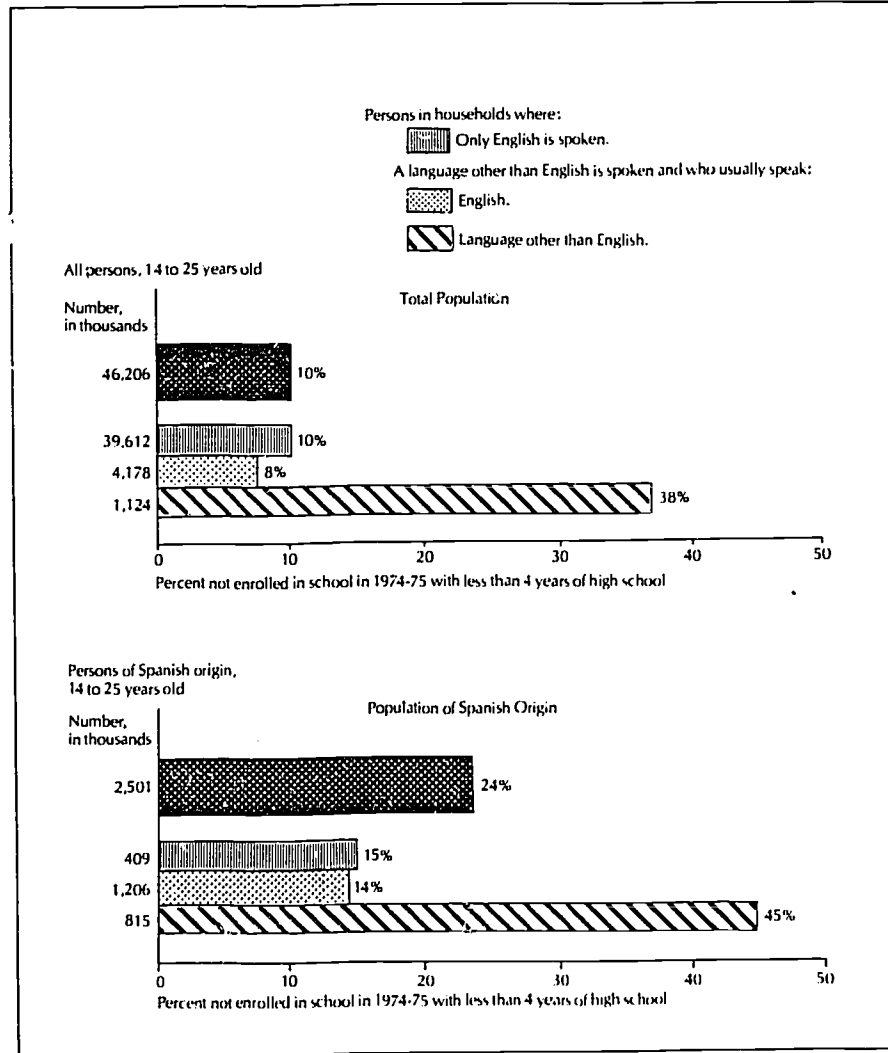 Persons in households where:
Only English is spoken.
A language other than English is spoken and who usually speak:
English.
Language other than English.
All persons, 14 to 25 years old
Total Population
Number,
in thousands
46,206 10%
39,612 10%
4,178 8%
1,124 38%
0 10 20 30 40 50
Percent not enrolled in school in 1974-75 with less than 4 years of high school
Persons of Spanish origin,
14 to 25 years old
Population of Spanish Origin
Number,
in thousands
2,501 24%
409 15%
1,206 14%
815 45%
0 10 20 30 40 50
Percent not enrolled in school in 1974-75 with less than 4 years of high school